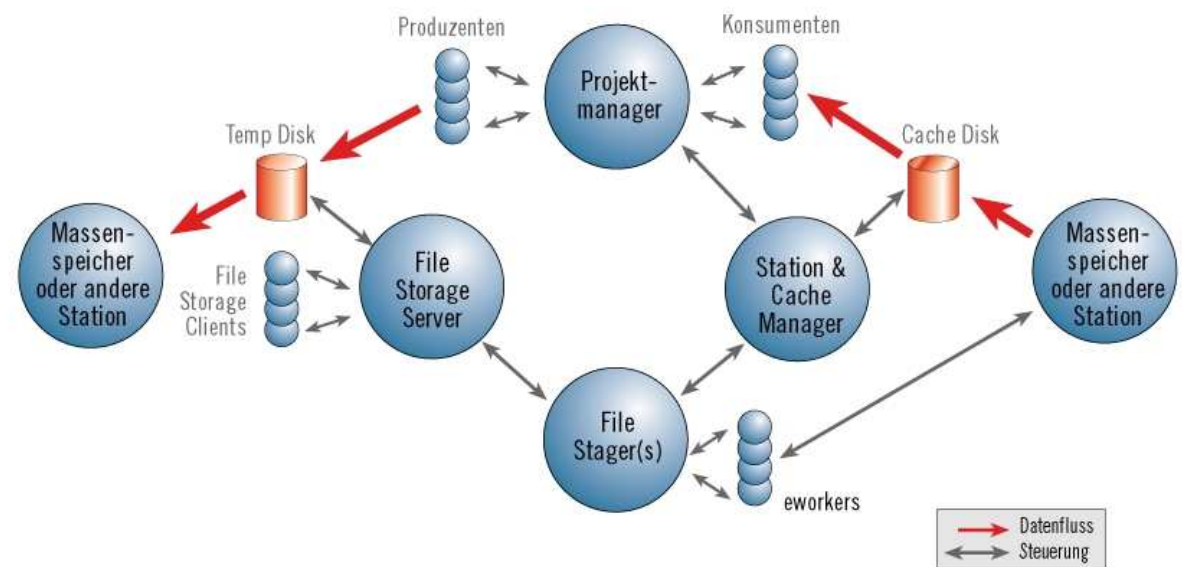 Produzenten
Konsumenten
Projekt-
manager
Temp Disk
Cache Disk
Massen-
speicher
oder andere
Station
File
Storage
Clients
File
Storage
Server
Station &
Cache
Manager
Massen-
speicher
oder andere
Station
File
Stager(s)
eworkers
Datenfluss
Steuerung